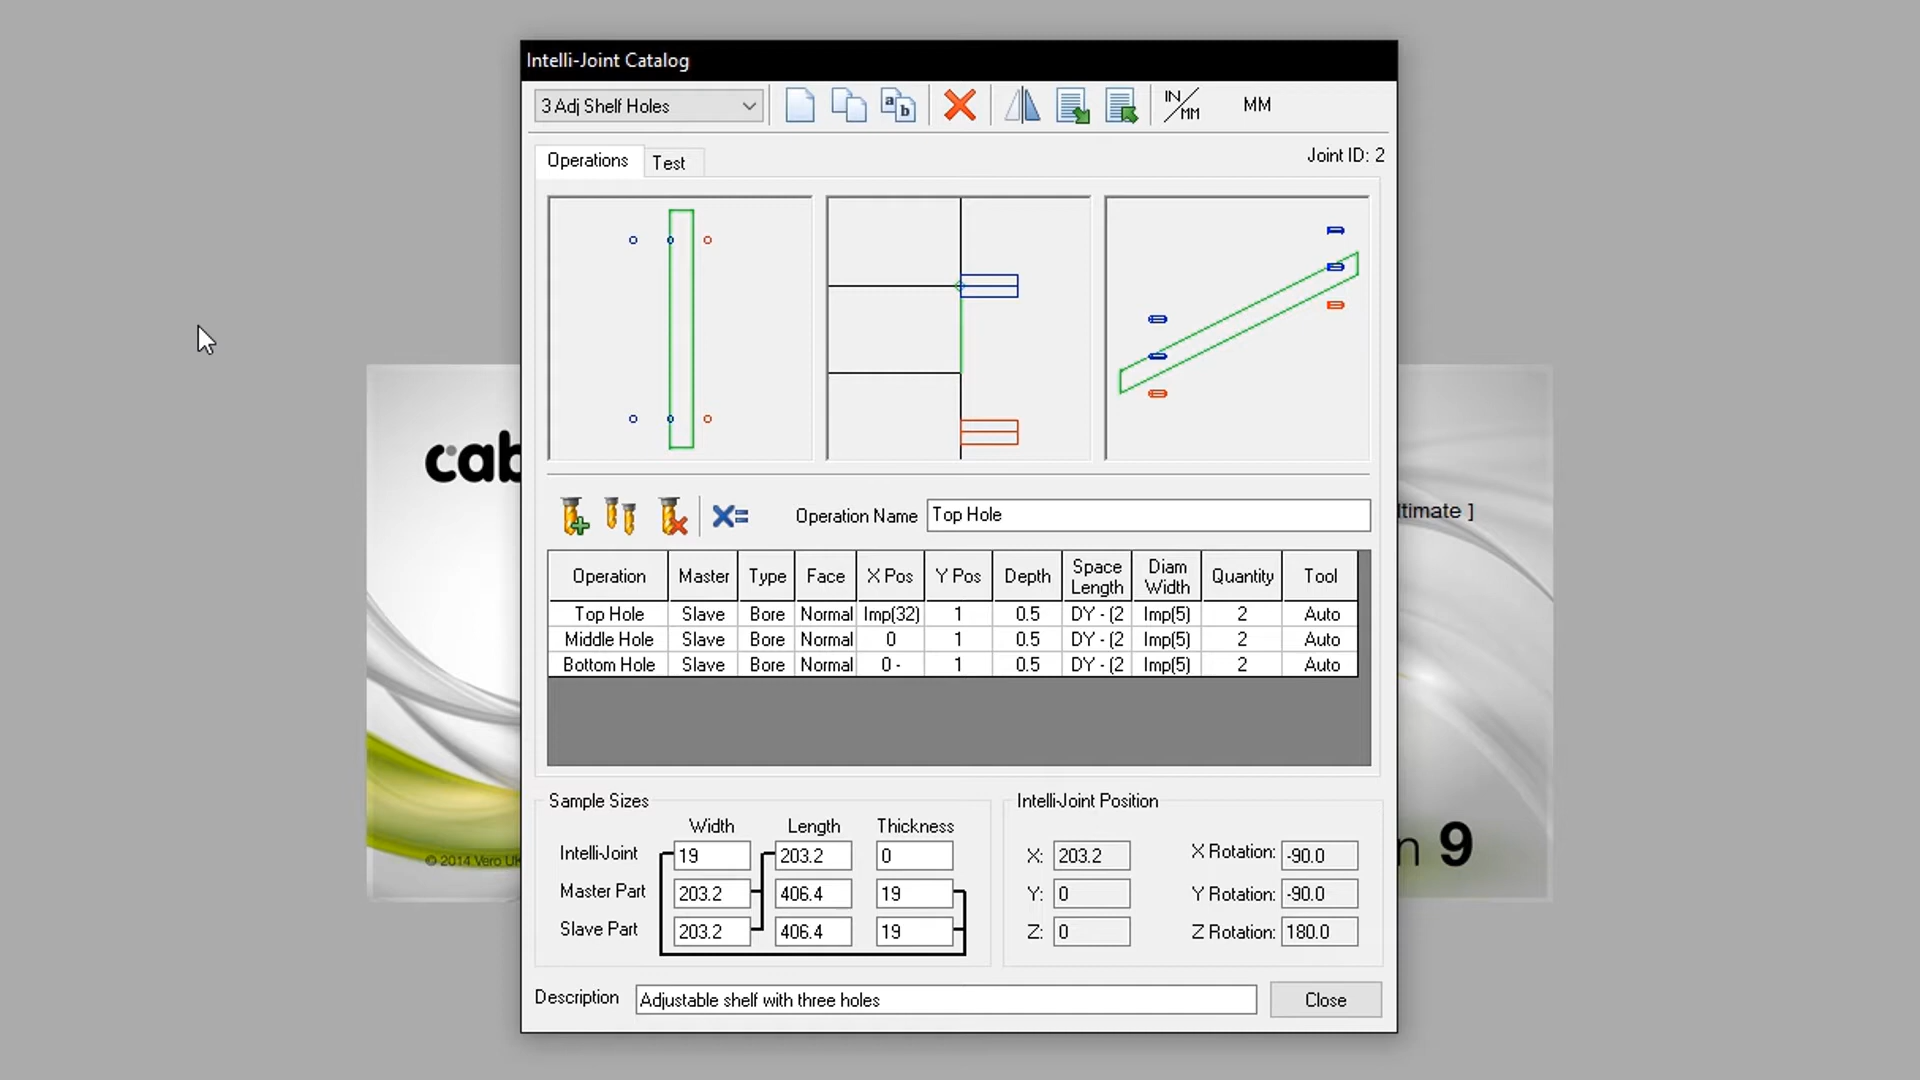 Intelli-Joint Catalog
3 Adj Shelf Holes
a b
IN/MM
MM
Operations
Test
Joint ID: 2
cab
ltimate ]
Operation Name
Top Hole
Operation Master Type Face X Pos Y Pos Depth Space Length Diam Width Quantity Tool
Top Hole Slave Bore Normal Imp(32) 1 0.5 DY - (2 Imp(5) 2 Auto
Middle Hole Slave Bore Normal 0 1 0.5 DY - (2 Imp(5) 2 Auto
Bottom Hole Slave Bore Normal 0 - 1 0.5 DY - (2 Imp(5) 2 Auto
Sample Sizes
Width Length Thickness
Intelli-Joint 19 203.2 0
Master Part 203.2 406.4 19
Slave Part 203.2 406.4 19
Intelli-Joint Position
X: 203.2 X Rotation: -90.0
Y: 0 Y Rotation: -90.0
Z: 0 Z Rotation: 180.0
© 2014 Vero UK
n 9
Description
Adjustable shelf with three holes
Close